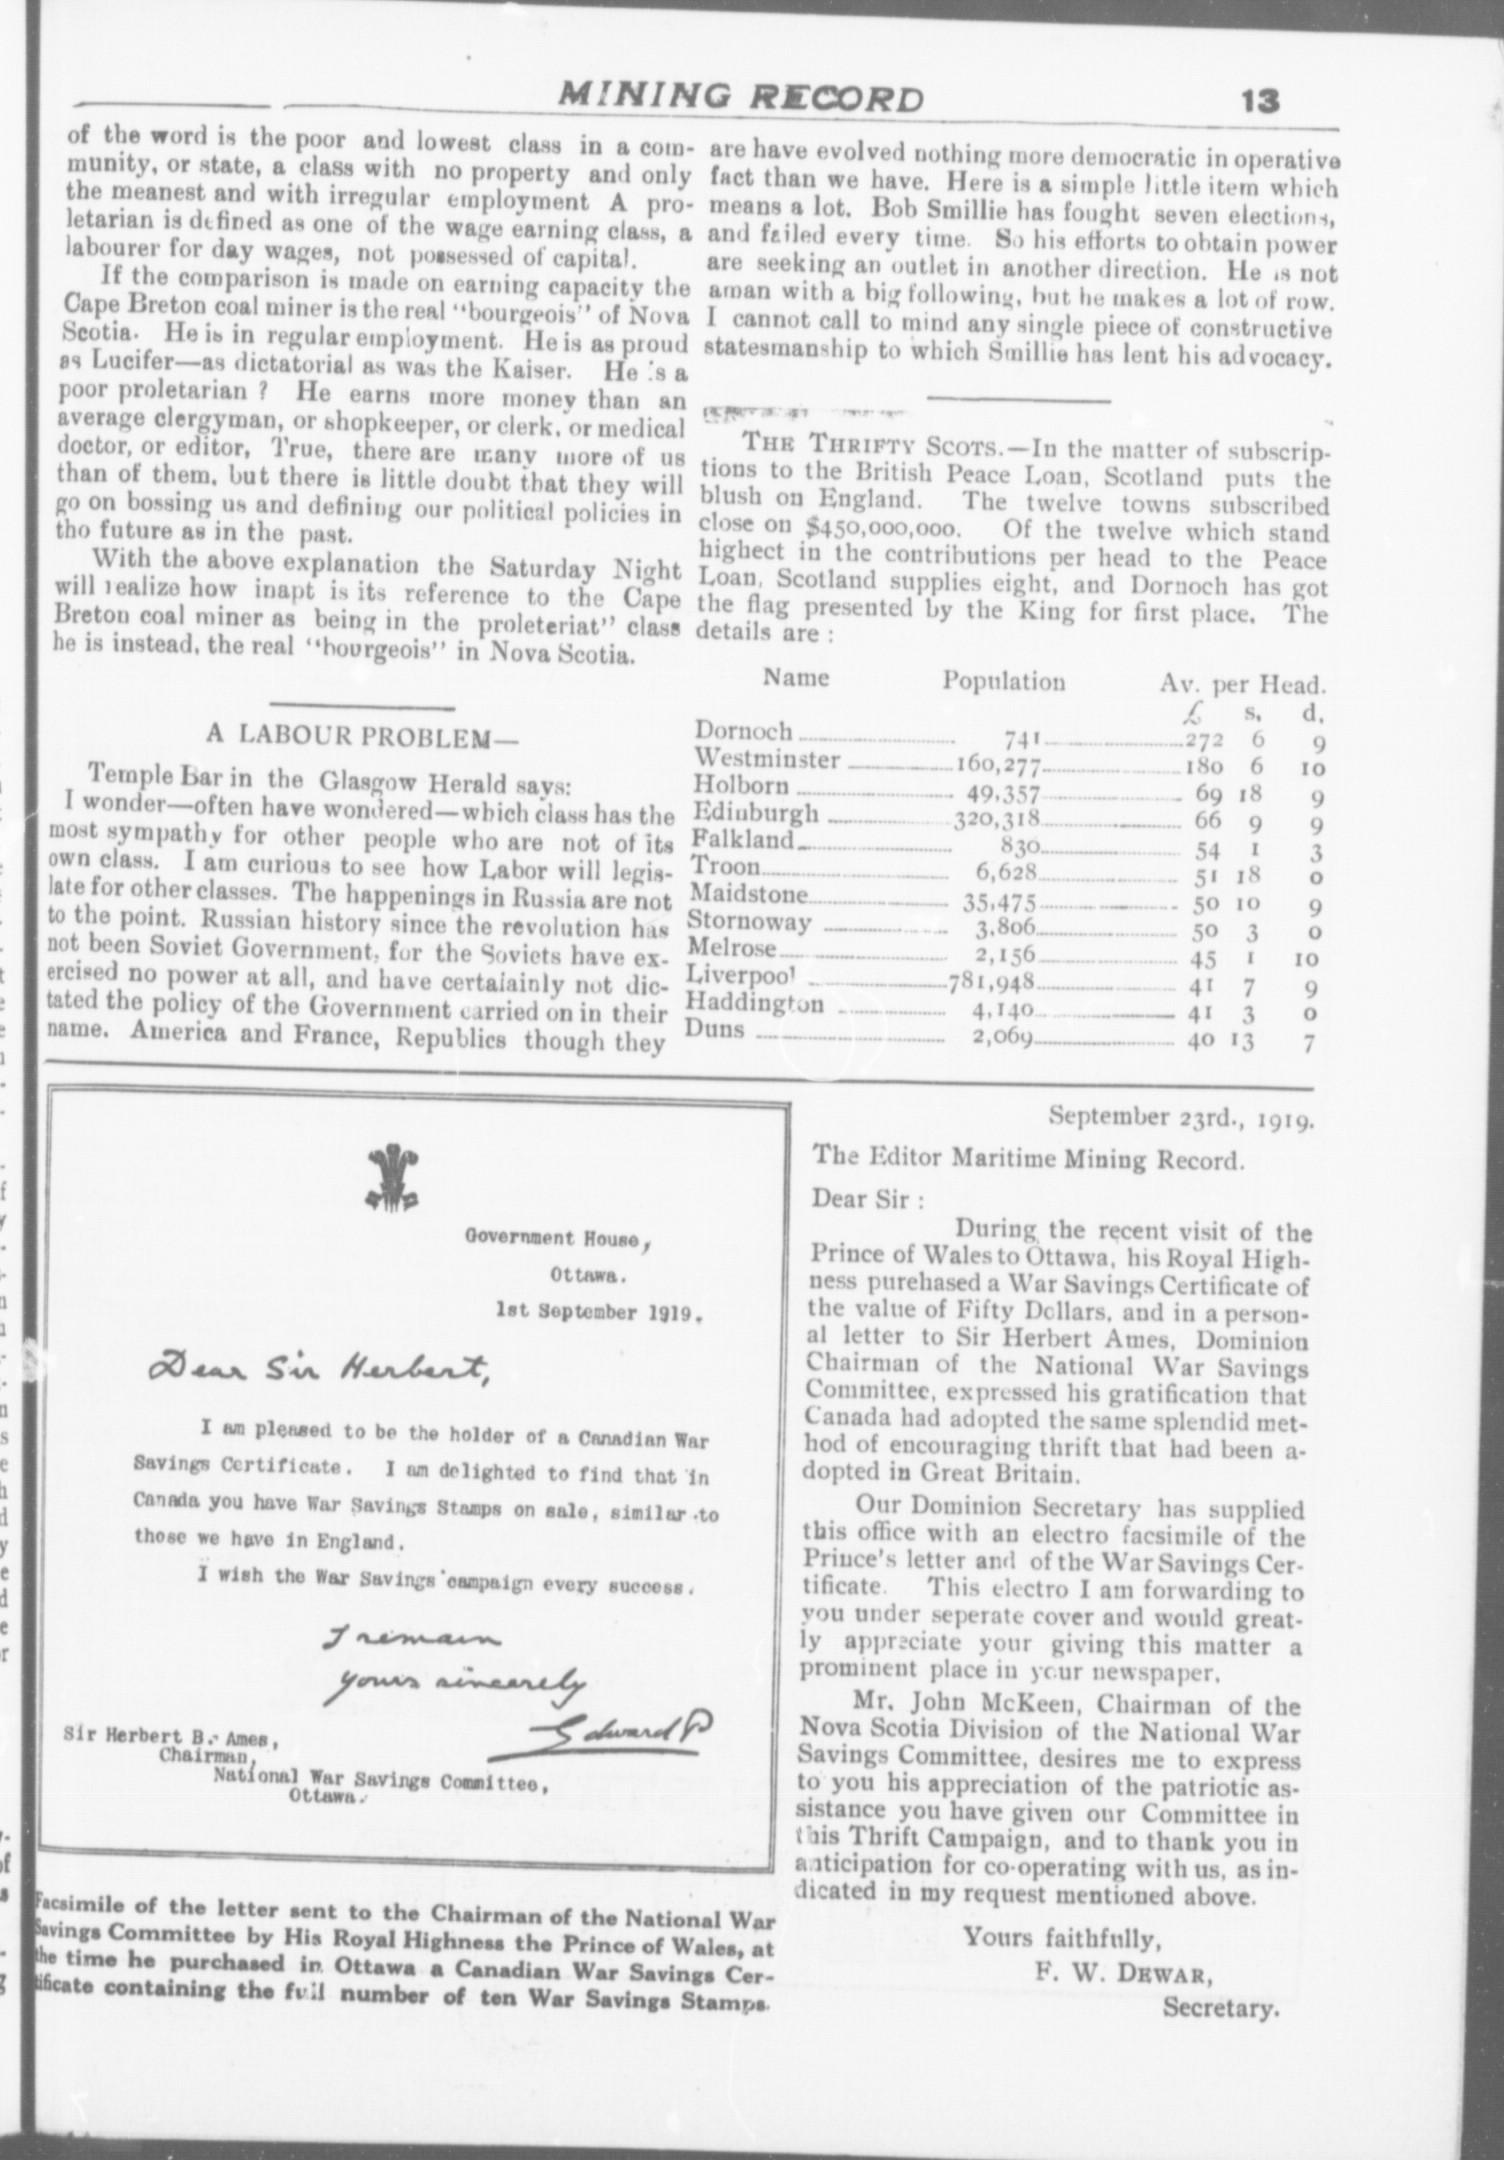 MINING RECORD 13
of the word is the poor and lowest class in a com-
munity, or state, a class with no property and only
the meanest and with irregular employment A pro-
letarian is defined as one of the wage earning class, a
labourer for day wages, not possessed of capital.
If the comparison is made on earning capacity the
Cape Breton coal miner is the real "bourgeois" of Nova
Scotia. He is in regular employment. He is as proud
as Lucifer—as dictatorial as was the Kaiser. He is a
poor proletarian ? He earns more money than an
average clergyman, or shopkeeper, or clerk, or medical
doctor, or editor, True, there are many more of us
than of them, but there is little doubt that they will
go on bossing us and defining our political policies in
tho future as in the past.
With the above explanation the Saturday Night
will realize how inapt is its reference to the Cape
Breton coal miner as being in the proleteriat" class
he is instead, the real "bourgeois" in Nova Scotia.
A LABOUR PROBLEM—
Temple Bar in the Glasgow Herald says:
I wonder—often have wondered—which class has the
most sympathy for other people who are not of its
own class. I am curious to see how Labor will legis-
late for other classes. The happenings in Russia are not
to the point. Russian history since the revolution has
not been Soviet Government, for the Soviets have ex-
ercised no power at all, and have certaiainly not dic-
tated the policy of the Government carried on in their
name. America and France, Republics though they
are have evolved nothing more democratic in operative
fact than we have. Here is a simple little item which
means a lot. Bob Smillie has fought seven elections,
and failed every time. So his efforts to obtain power
are seeking an outlet in another direction. He is not
aman with a big following, but he makes a lot of row.
I cannot call to mind any single piece of constructive
statesmanship to which Smillie has lent his advocacy.
THE THRIFTY SCOTS.—In the matter of subscrip-
tions to the British Peace Loan, Scotland puts the
blush on England. The twelve towns subscribed
close on $450,000,000. Of the twelve which stand
highect in the contributions per head to the Peace
Loan, Scotland supplies eight, and Dornoch has got
the flag presented by the King for first place. The
details are :
Name Population Av. per Head.
£ s. d.
Dornoch 741 272 6 9
Westminster 160,277 180 6 10
Holborn 49,357 69 18 9
Edinburgh 320,318 66 9 9
Falkland 830 54 1 3
Troon 6,628 51 18 0
Maidstone 35,475 50 10 9
Stornoway 3,806 50 3 0
Melrose 2,156 45 1 10
Liverpool 781,948 41 7 9
Haddington 4,140 41 3 0
Duns 2,069 40 13 7
Government House,
Ottawa.
1st September 1919.
Dear Sir Herbert,
I am pleased to be the holder of a Canadian War
Savings Certificate. I am delighted to find that in
Canada you have War Savings Stamps on sale, similar to
those we have in England.
I wish the War Savings campaign every success.
I remain
yours sincerely
Edward P
Sir Herbert B. Ames,
Chairman,
National War Savings Committee,
Ottawa.
Facsimile of the letter sent to the Chairman of the National War
Savings Committee by His Royal Highness the Prince of Wales, at
the time he purchased in Ottawa a Canadian War Savings Cer-
tificate containing the full number of ten War Savings Stamps.
September 23rd., 1919.
The Editor Maritime Mining Record.
Dear Sir :
During the recent visit of the
Prince of Wales to Ottawa, his Royal High-
ness purehased a War Savings Certificate of
the value of Fifty Dollars, and in a person-
al letter to Sir Herbert Ames, Dominion
Chairman of the National War Savings
Committee, expressed his gratification that
Canada had adopted the same splendid met-
hod of encouraging thrift that had been a-
dopted in Great Britain.
Our Dominion Secretary has supplied
this office with an electro facsimile of the
Prince's letter and of the War Savings Cer-
tificate. This electro I am forwarding to
you under seperate cover and would great-
ly appreciate your giving this matter a
prominent place in your newspaper.
Mr. John McKeen, Chairman of the
Nova Scotia Division of the National War
Savings Committee, desires me to express
to you his appreciation of the patriotic as-
sistance you have given our Committee in
this Thrift Campaign, and to thank you in
anticipation for co-operating with us, as in-
dicated in my request mentioned above.
Yours faithfully,
F. W. DEWAR,
Secretary.